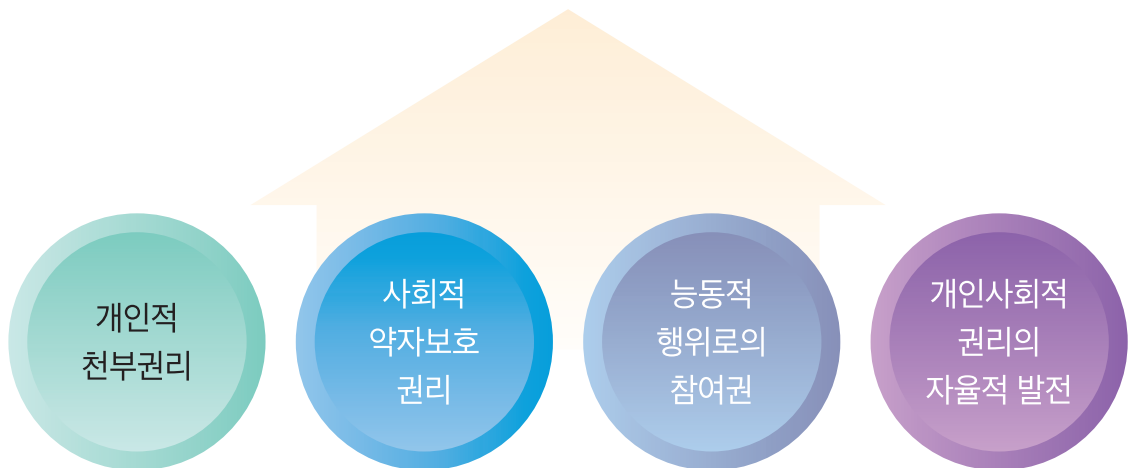 개인적
천부권리
사회적
약자보호
권리
능동적
행위로의
참여권
개인사회적
권리의
자율적 발전